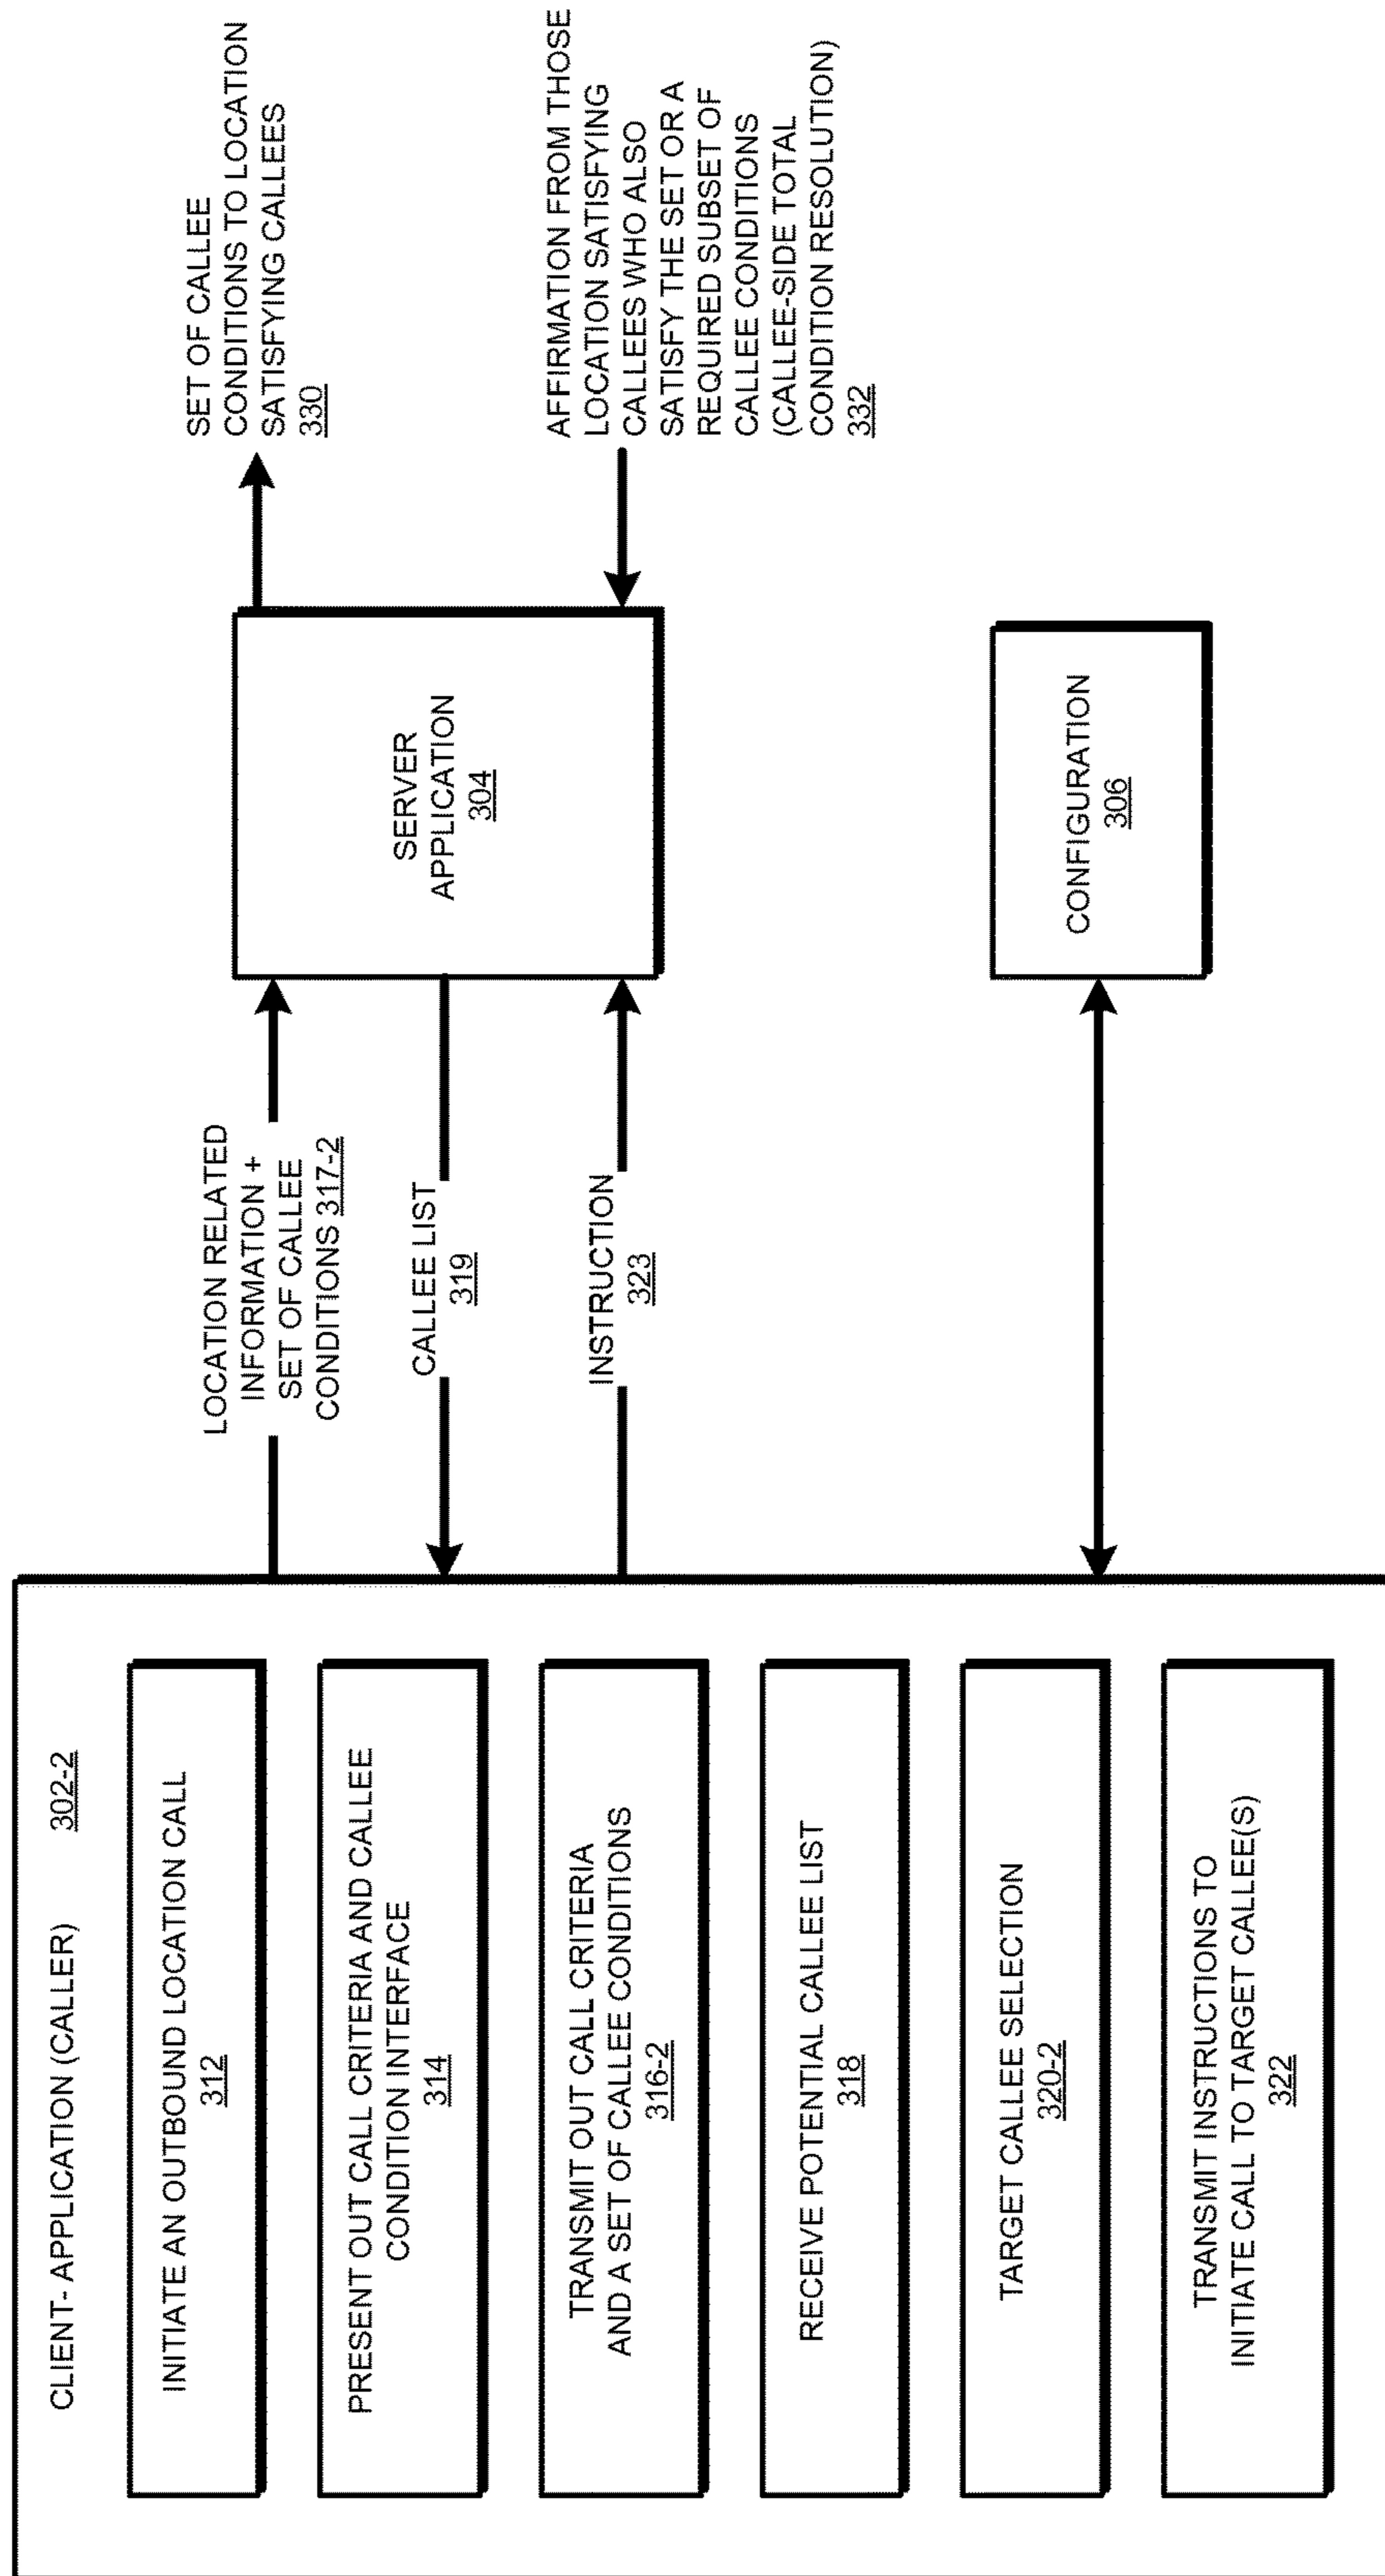 CLIENT- APPLICATION (CALLER) 302-2
INITIATE AN OUTBOUND LOCATION CALL
312
PRESENT OUT CALL CRITERIA AND CALLEE
CONDITION INTERFACE
314
TRANSMIT OUT CALL CRITERIA
AND A SET OF CALLEE CONDITIONS
316-2
RECEIVE POTENTIAL CALLEE LIST
318
TARGET CALLEE SELECTION
320-2
TRANSMIT INSTRUCTIONS TO
INITIATE CALL TO TARGET CALLEE(S)
322
LOCATION RELATED
INFORMATION +
SET OF CALLEE
CONDITIONS 317-2
CALLEE LIST
319
INSTRUCTION
323
SERVER
APPLICATION
304
CONFIGURATION
306
SET OF CALLEE
CONDITIONS TO LOCATION
SATISFYING CALLEES
330
AFFIRMATION FROM THOSE
LOCATION SATISFYING
CALLEES WHO ALSO
SATISFY THE SET OR A
REQUIRED SUBSET OF
CALLEE CONDITIONS
(CALLEE-SIDE TOTAL
CONDITION RESOLUTION)
332